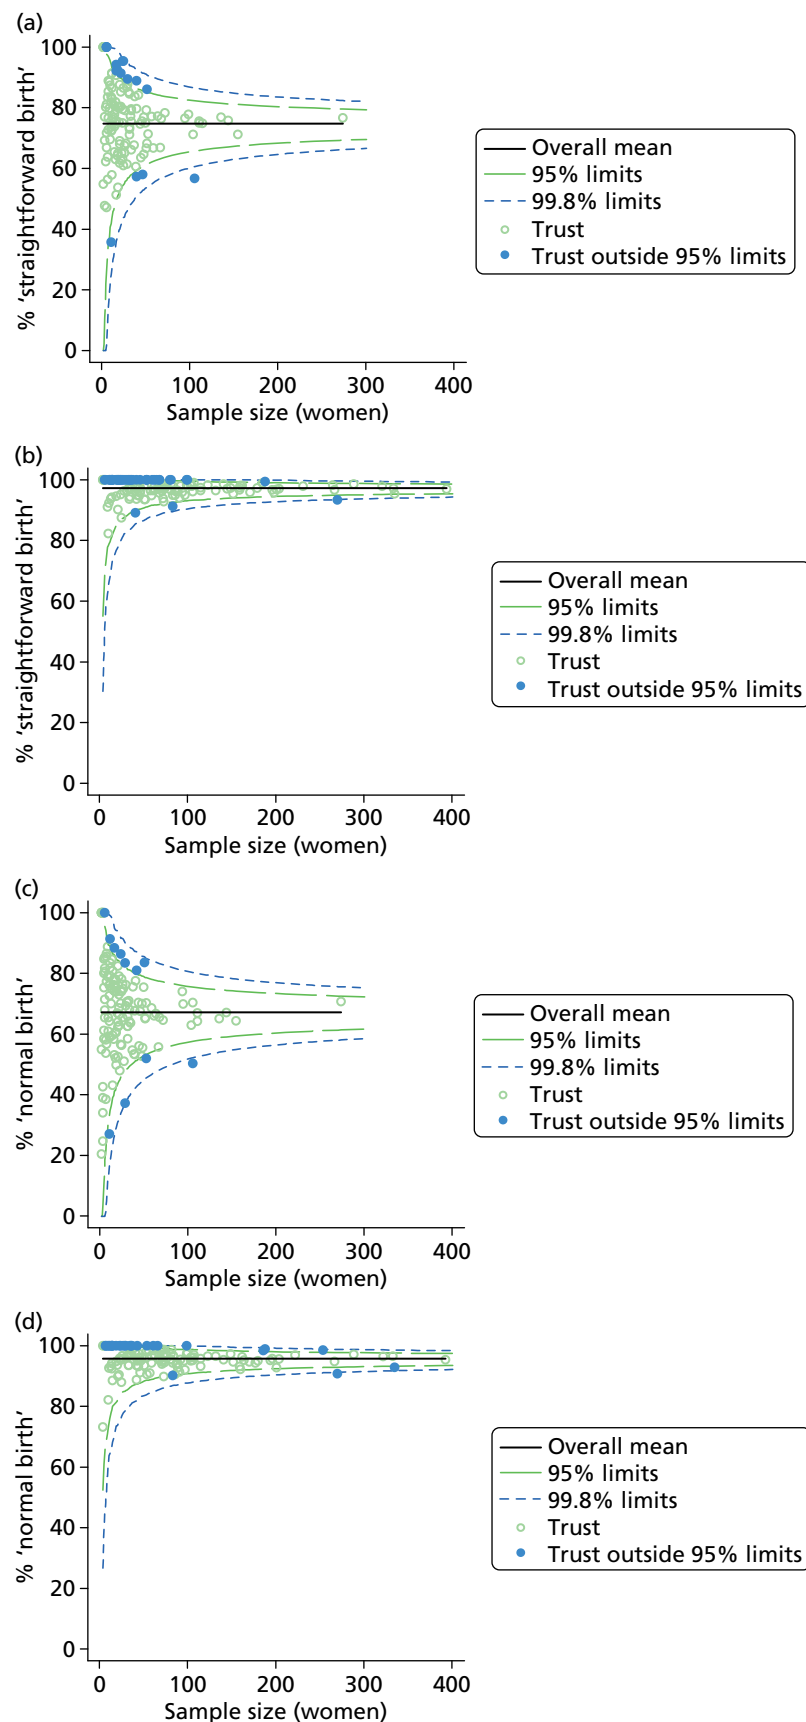 (a)
100
80
60
40
20
0
% ‘straightforward birth’
0 100 200 300 400
Sample size (women)
Overall mean
95% limits
99.8% limits
Trust
Trust outside 95% limits
(b)
100
80
60
40
20
0
% ‘straightforward birth’
0 100 200 300 400
Sample size (women)
Overall mean
95% limits
99.8% limits
Trust
Trust outside 95% limits
(c)
100
80
60
40
20
0
% ‘normal birth’
0 100 200 300 400
Sample size (women)
Overall mean
95% limits
99.8% limits
Trust
Trust outside 95% limits
(d)
100
80
60
40
20
0
% ‘normal birth’
0 100 200 300 400
Sample size (women)
Overall mean
95% limits
99.8% limits
Trust
Trust outside 95% limits